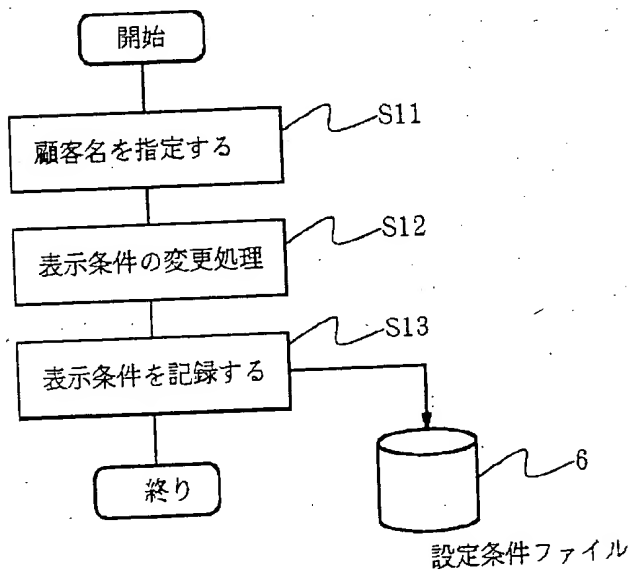 開始
顧客名を指定する
S11
表示条件の変更処理
S12
表示条件を記録する
S13
終り
6
設定条件ファイル